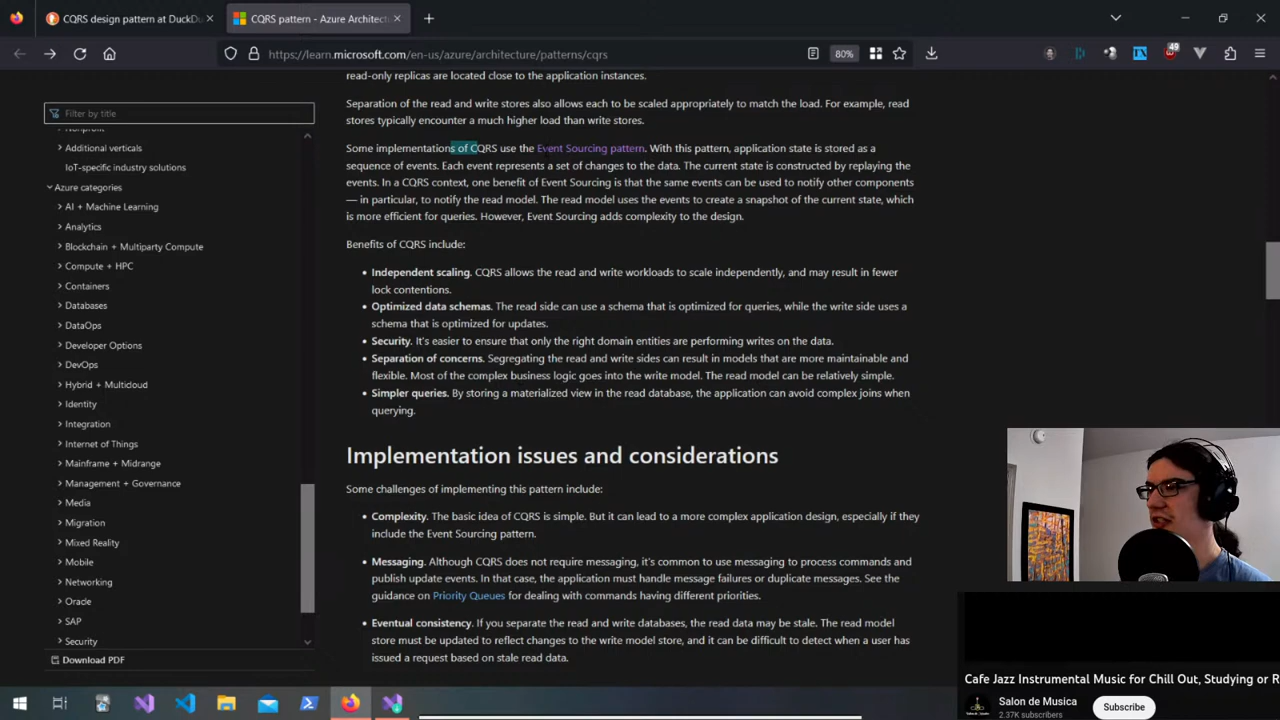 CQRS design pattern at DuckDu
CQRS pattern - Azure Architect
https://learn.microsoft.com/en-us/azure/architecture/patterns/cqrs
80%
49
Filter by title
Nonprofit
Additional verticals
IoT-specific industry solutions
Azure categories
AI + Machine Learning
Analytics
Blockchain + Multiparty Compute
Compute + HPC
Containers
Databases
DataOps
Developer Options
DevOps
Hybrid + Multicloud
Identity
Integration
Internet of Things
Mainframe + Midrange
Management + Governance
Media
Migration
Mixed Reality
Mobile
Networking
Oracle
SAP
Security
Download PDF
read-only replicas are located close to the application instances.
Separation of the read and write stores also allows each to be scaled appropriately to match the load. For example, read
stores typically encounter a much higher load than write stores.
Some implementations of CQRS use the Event Sourcing pattern. With this pattern, application state is stored as a
sequence of events. Each event represents a set of changes to the data. The current state is constructed by replaying the
events. In a CQRS context, one benefit of Event Sourcing is that the same events can be used to notify other components
— in particular, to notify the read model. The read model uses the events to create a snapshot of the current state, which
is more efficient for queries. However, Event Sourcing adds complexity to the design.
Benefits of CQRS include:
• Independent scaling. CQRS allows the read and write workloads to scale independently, and may result in fewer
lock contentions.
• Optimized data schemas. The read side can use a schema that is optimized for queries, while the write side uses a
schema that is optimized for updates.
• Security. It's easier to ensure that only the right domain entities are performing writes on the data.
• Separation of concerns. Segregating the read and write sides can result in models that are more maintainable and
flexible. Most of the complex business logic goes into the write model. The read model can be relatively simple.
• Simpler queries. By storing a materialized view in the read database, the application can avoid complex joins when
querying.
Implementation issues and considerations
Some challenges of implementing this pattern include:
• Complexity. The basic idea of CQRS is simple. But it can lead to a more complex application design, especially if they
include the Event Sourcing pattern.
• Messaging. Although CQRS does not require messaging, it's common to use messaging to process commands and
publish update events. In that case, the application must handle message failures or duplicate messages. See the
guidance on Priority Queues for dealing with commands having different priorities.
• Eventual consistency. If you separate the read and write databases, the read data may be stale. The read model
store must be updated to reflect changes to the write model store, and it can be difficult to detect when a user has
issued a request based on stale read data.
Cafe Jazz Instrumental Music for Chill Out, Studying or R
Salon de Musica
2.37K subscribers
Subscribe